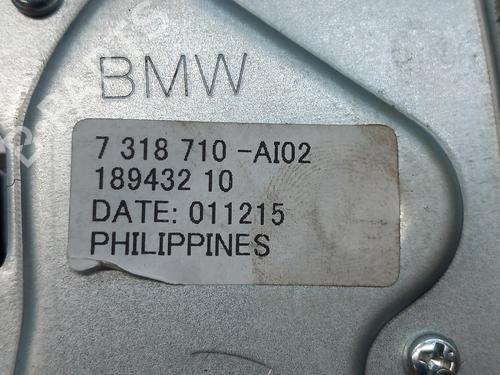 BMW
7 318 710 -AI02
189432 10
DATE: 011215
PHILIPPINES